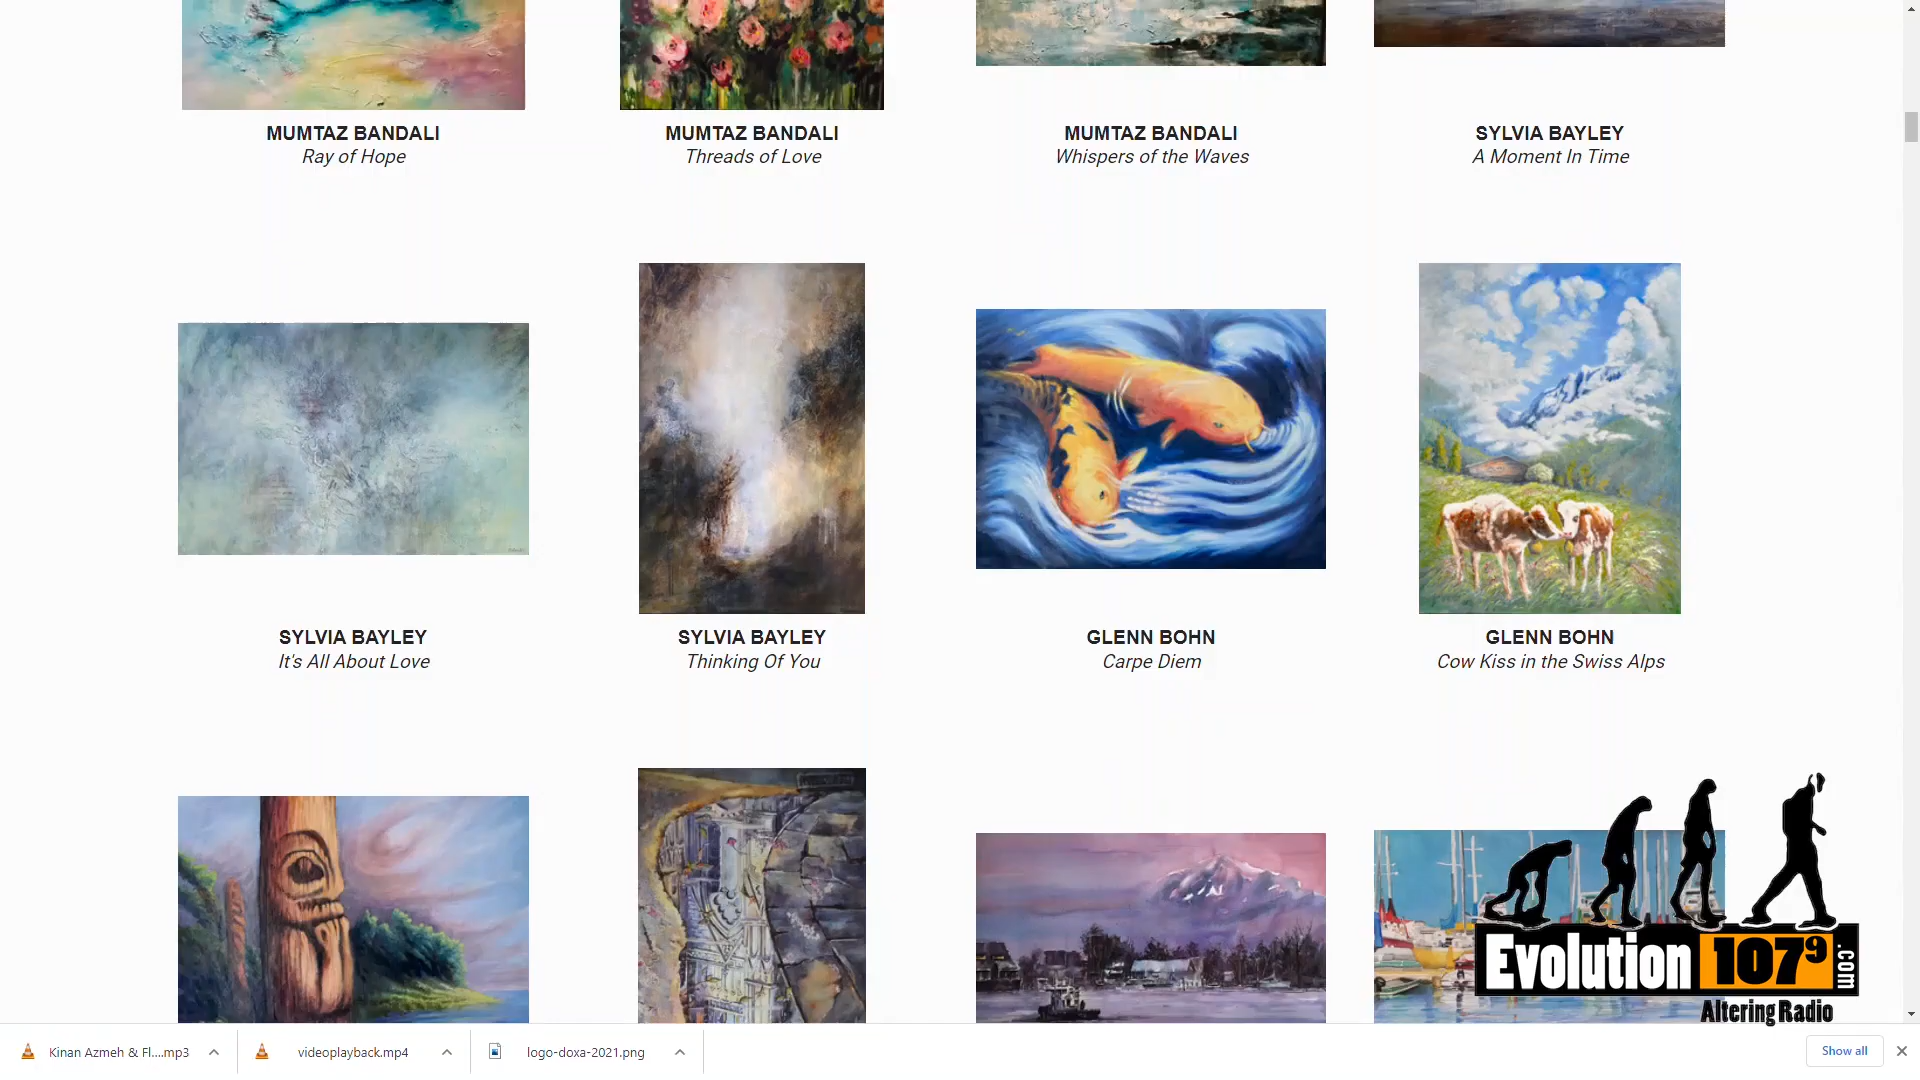 MUMTAZ BANDALI
Ray of Hope
MUMTAZ BANDALI
Threads of Love
MUMTAZ BANDALI
Whispers of the Waves
SYLVIA BAYLEY
A Moment In Time
SYLVIA BAYLEY
It's All About Love
SYLVIA BAYLEY
Thinking Of You
GLENN BOHN
Carpe Diem
GLENN BOHN
Cow Kiss in the Swiss Alps
Evolution 107⁹ .com
Altering Radio
Kinan Azmeh & Fl....mp3
videoplayback.mp4
logo-doxa-2021.png
Show all